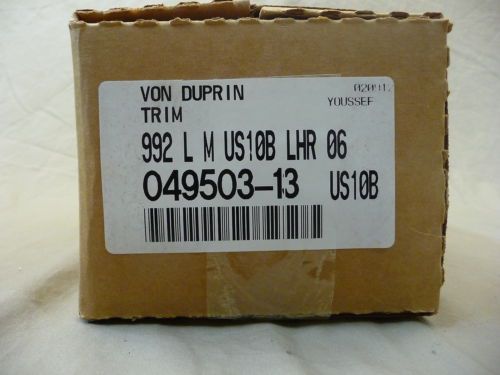 VON DUPRIN
TRIM
YOUSSEF
992 L M US10B LHR 06
049503-13 US10B